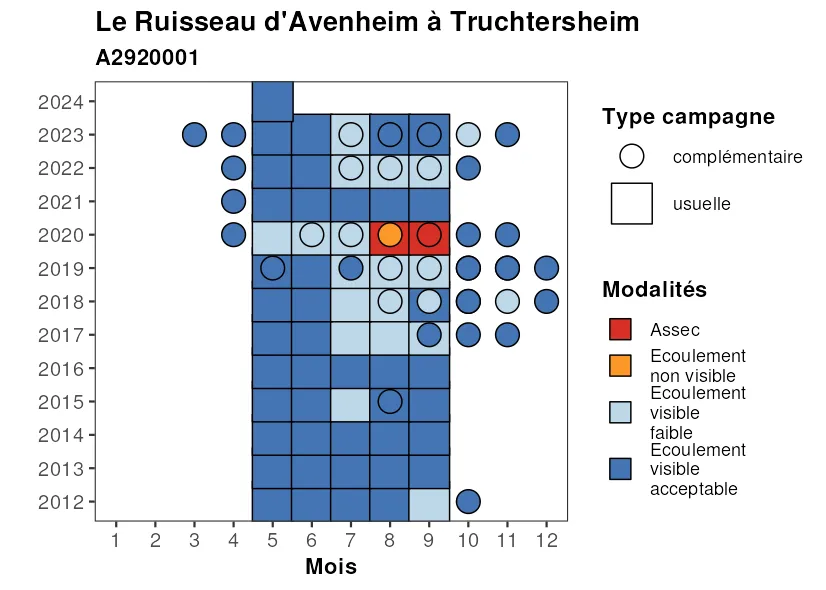 Le Ruisseau d'Avenheim à Truchtersheim
A2920001
2024
2023
2022
2021
2020
2019
2018
2017
2016
2015
2014
2013
2012
1 2 3 4 5 6 7 8 9 10 11 12
Mois
Type campagne
complémentaire
usuelle
Modalités
Assec
Ecoulement
non visible
Ecoulement
visible
faible
Ecoulement
visible
acceptable